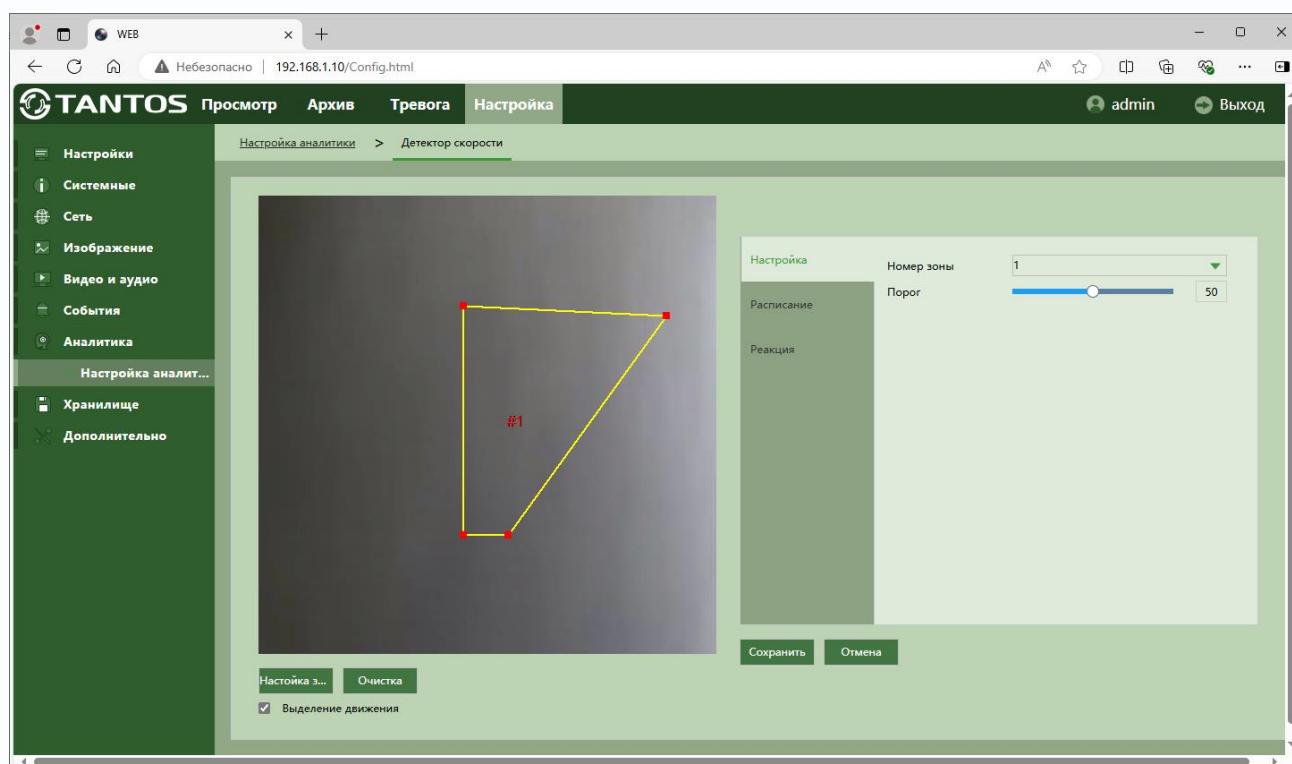 WEB
Небезопасно 192.168.1.10/Config.html
TANTOS Просмотр Архив Тревога Настройка admin Выход
Настройка аналитики > Детектор скорости
Настройки
Системные
Сеть
Изображение
Видео и аудио
События
Аналитика
Настройка аналит...
Хранилище
Дополнительно
#1
Настройка
Расписание
Реакция
Номер зоны 1
Порог 50
Сохранить Отмена
Настойка з... Очистка
Выделение движения